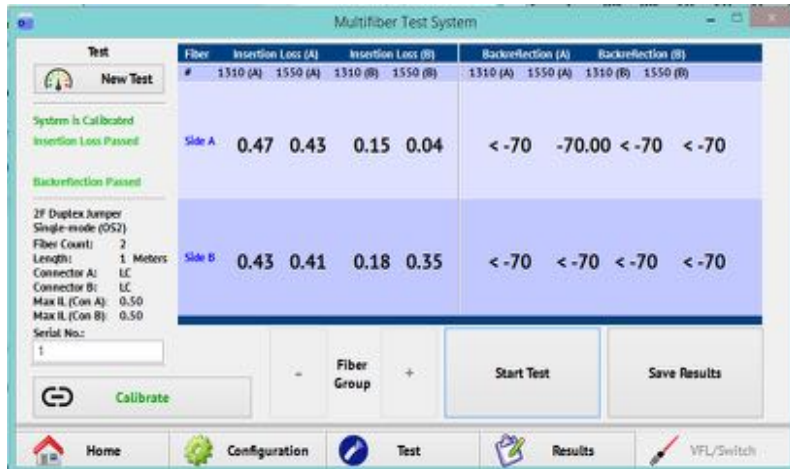 Multifiber Test System
Test
New Test
System is Calibrated
Insertion Loss Passed
Backreflection Passed
2F Duplex Jumper
Single-mode (OS2)
Fiber Count: 2
Length: 1 Meters
Connector A: LC
Connector B: LC
Max IL (Con A): 0.50
Max IL (Con B): 0.50
Serial No.:
1
Calibrate
Fiber Insertion Loss (A) Insertion Loss (B) Backreflection (A) Backreflection (B)
# 1310 (A) 1550 (A) 1310 (B) 1550 (B) 1310 (A) 1550 (A) 1310 (B) 1550 (B)
Side A 0.47 0.43 0.15 0.04 < -70 -70.00 < -70 < -70
Side B 0.43 0.41 0.18 0.35 < -70 < -70 < -70 < -70
- Fiber Group +
Start Test
Save Results
Home
Configuration
Test
Results
VFL/Switch